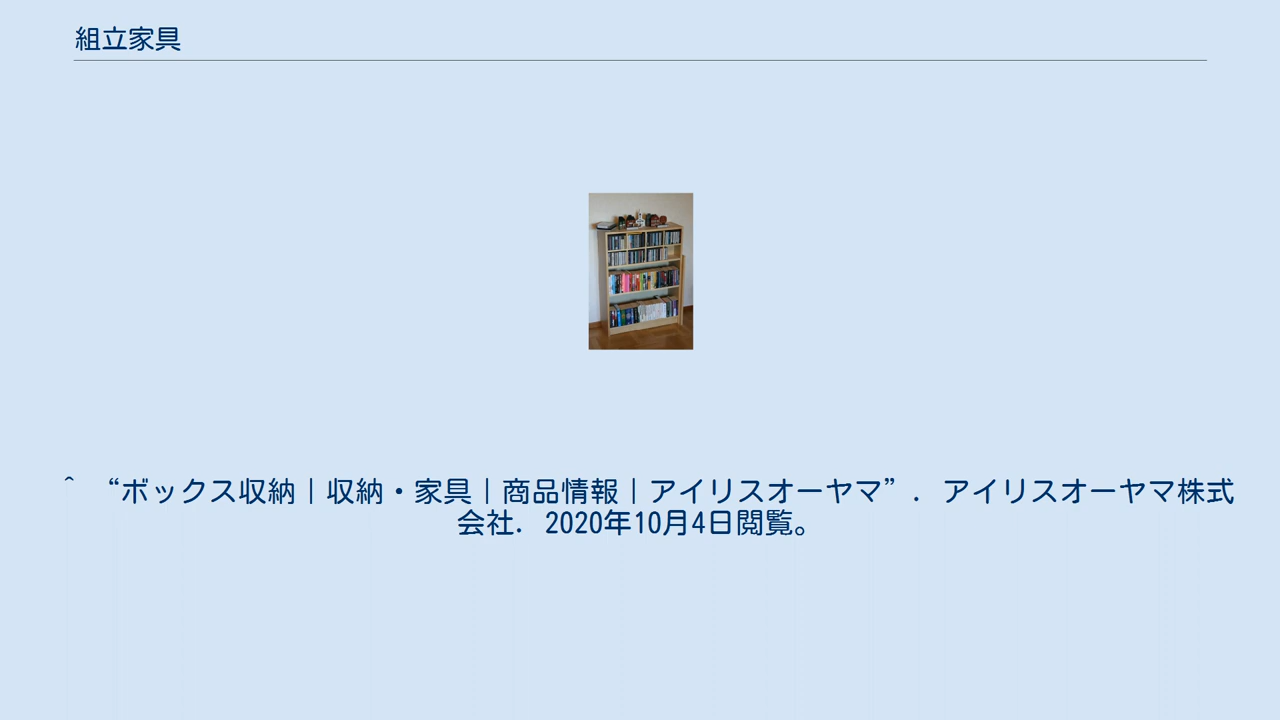 組立家具
^ “ボックス収納|収納・家具|商品情報|アイリスオーヤマ”. アイリスオーヤマ株式
会社. 2020年10月4日閲覧。